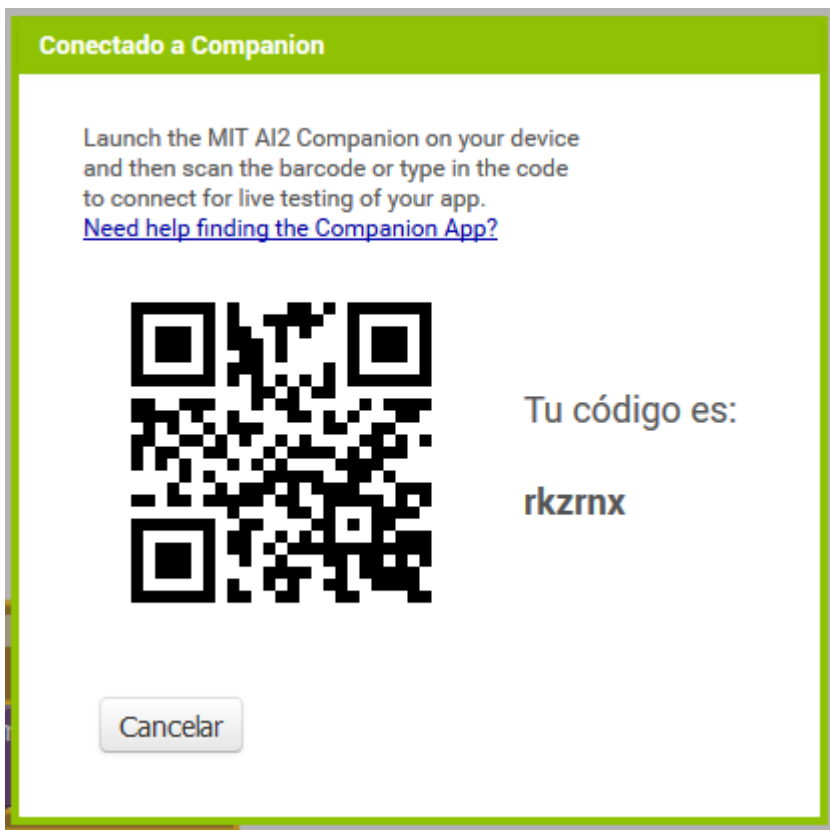 Conectado a Companion
Launch the MIT AI2 Companion on your device
and then scan the barcode or type in the code
to connect for live testing of your app.
Need help finding the Companion App?
Tu código es:
rkzrnx
Cancelar